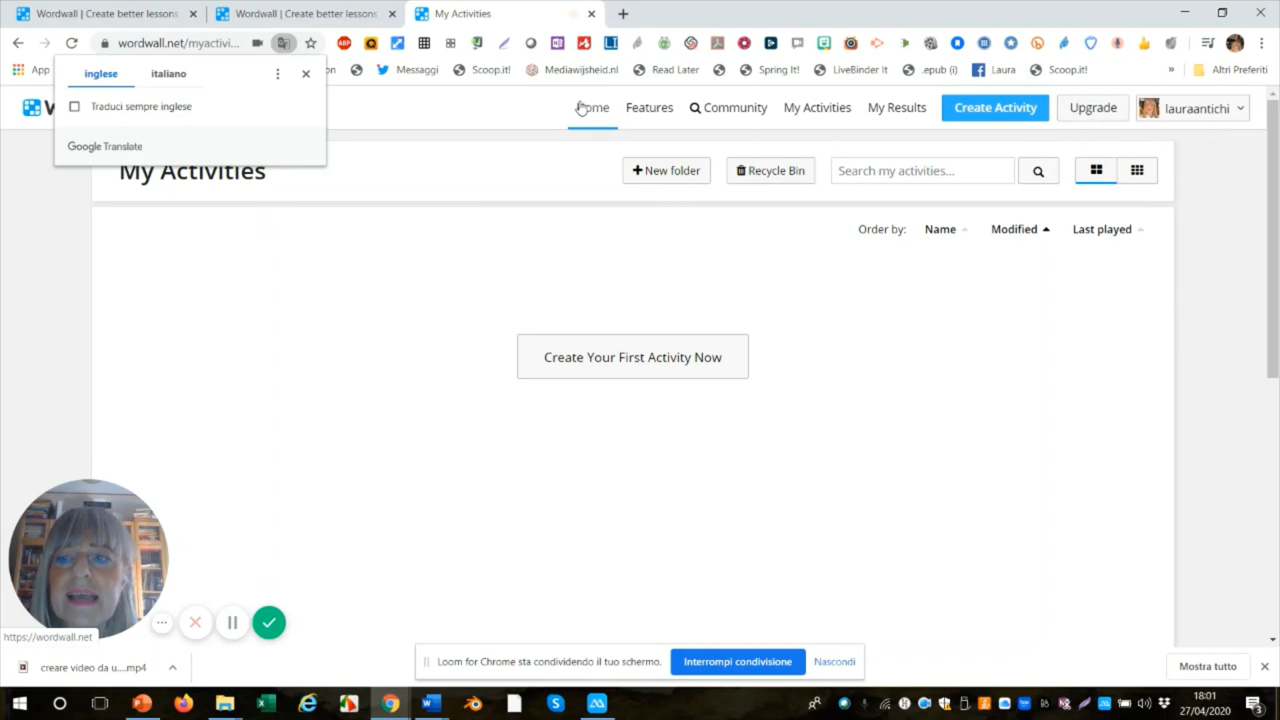 Wordwall | Create better lessons
Wordwall | Create better lessons
My Activities
wordwall.net/myactivi...
ABP
App
Messaggi
Scoop.it!
Mediawijsheid.nl
Read Later
Spring It!
LiveBinder It
.epub (i)
Laura
Scoop.it!
»
Altri Preferiti
inglese
italiano
Traduci sempre inglese
Google Translate
W
Home
Features
Community
My Activities
My Results
Create Activity
Upgrade
lauraantichi
My Activities
New folder
Recycle Bin
Search my activities...
Order by:
Name
Modified
Last played
Create Your First Activity Now
https://wordwall.net
creare video da u....mp4
Loom for Chrome sta condividendo il tuo schermo.
Interrompi condivisione
Nascondi
Mostra tutto
18:01
27/04/2020
3